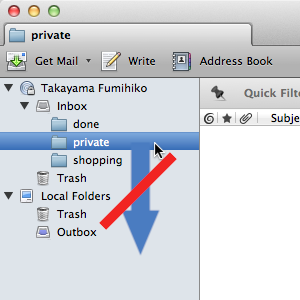 private
Get Mail Write Address Book
Takayama Fumihiko
Quick Filte
Inbox
Subje
done
private
shopping
Trash
Local Folders
Trash
Outbox